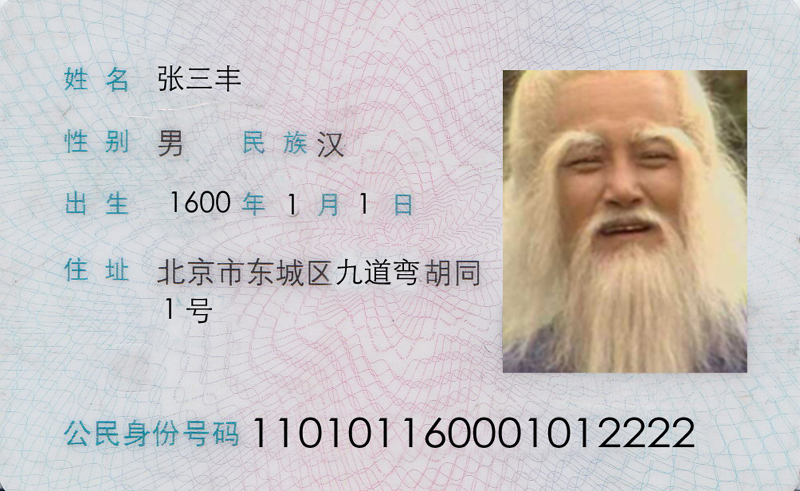 姓名 张三丰
性别 男 民族 汉
出生 1600 年 1 月 1 日
住址 北京市东城区九道弯胡同
1号
公民身份号码 110101160001012222